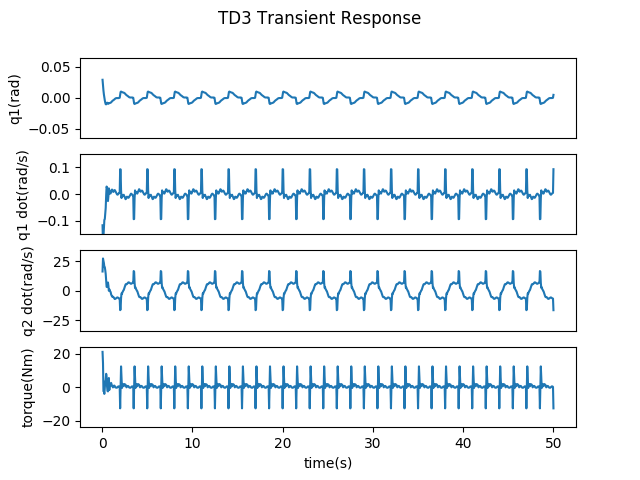 TD3 Transient Response
q1(rad)
0.05
0.00
−0.05
q1 dot(rad/s)
0.1
0.0
−0.1
q2 dot(rad/s)
25
0
−25
torque(Nm)
20
0
−20
0 10 20 30 40 50
time(s)